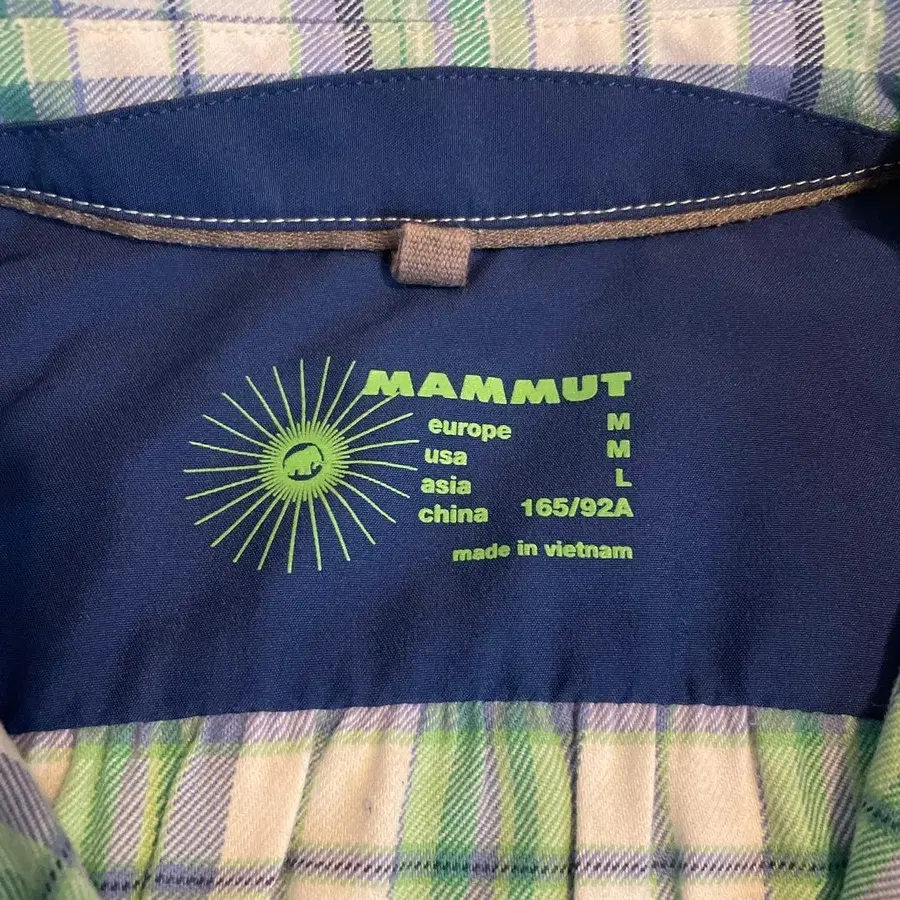 MAMMUT
europe M
usa M
asia L
china 165/92A
made in vietnam